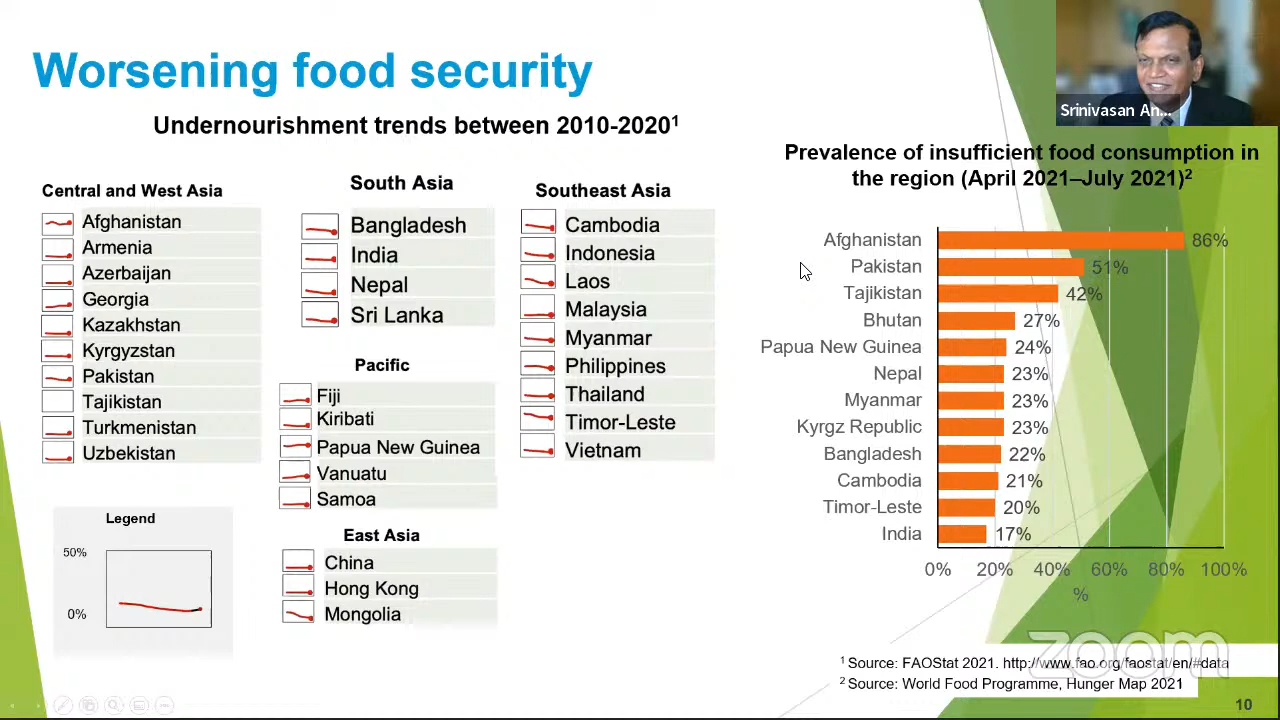 Worsening food security
Srinivasan An...
Undernourishment trends between 2010-2020¹
Central and West Asia
Afghanistan
Armenia
Azerbaijan
Georgia
Kazakhstan
Kyrgyzstan
Pakistan
Tajikistan
Turkmenistan
Uzbekistan
Legend
50%
0%
South Asia
Bangladesh
India
Nepal
Sri Lanka
Pacific
Fiji
Kiribati
Papua New Guinea
Vanuatu
Samoa
East Asia
China
Hong Kong
Mongolia
Southeast Asia
Cambodia
Indonesia
Laos
Malaysia
Myanmar
Philippines
Thailand
Timor-Leste
Vietnam
Prevalence of insufficient food consumption in
the region (April 2021–July 2021)²
Afghanistan 86%
Pakistan 51%
Tajikistan 42%
Bhutan 27%
Papua New Guinea 24%
Nepal 23%
Myanmar 23%
Kyrgz Republic 23%
Bangladesh 22%
Cambodia 21%
Timor-Leste 20%
India 17%
0% 20% 40% 60% 80% 100%
%
zoom
¹ Source: FAOStat 2021. http://www.fao.org/faostat/en/#data
² Source: World Food Programme, Hunger Map 2021
10